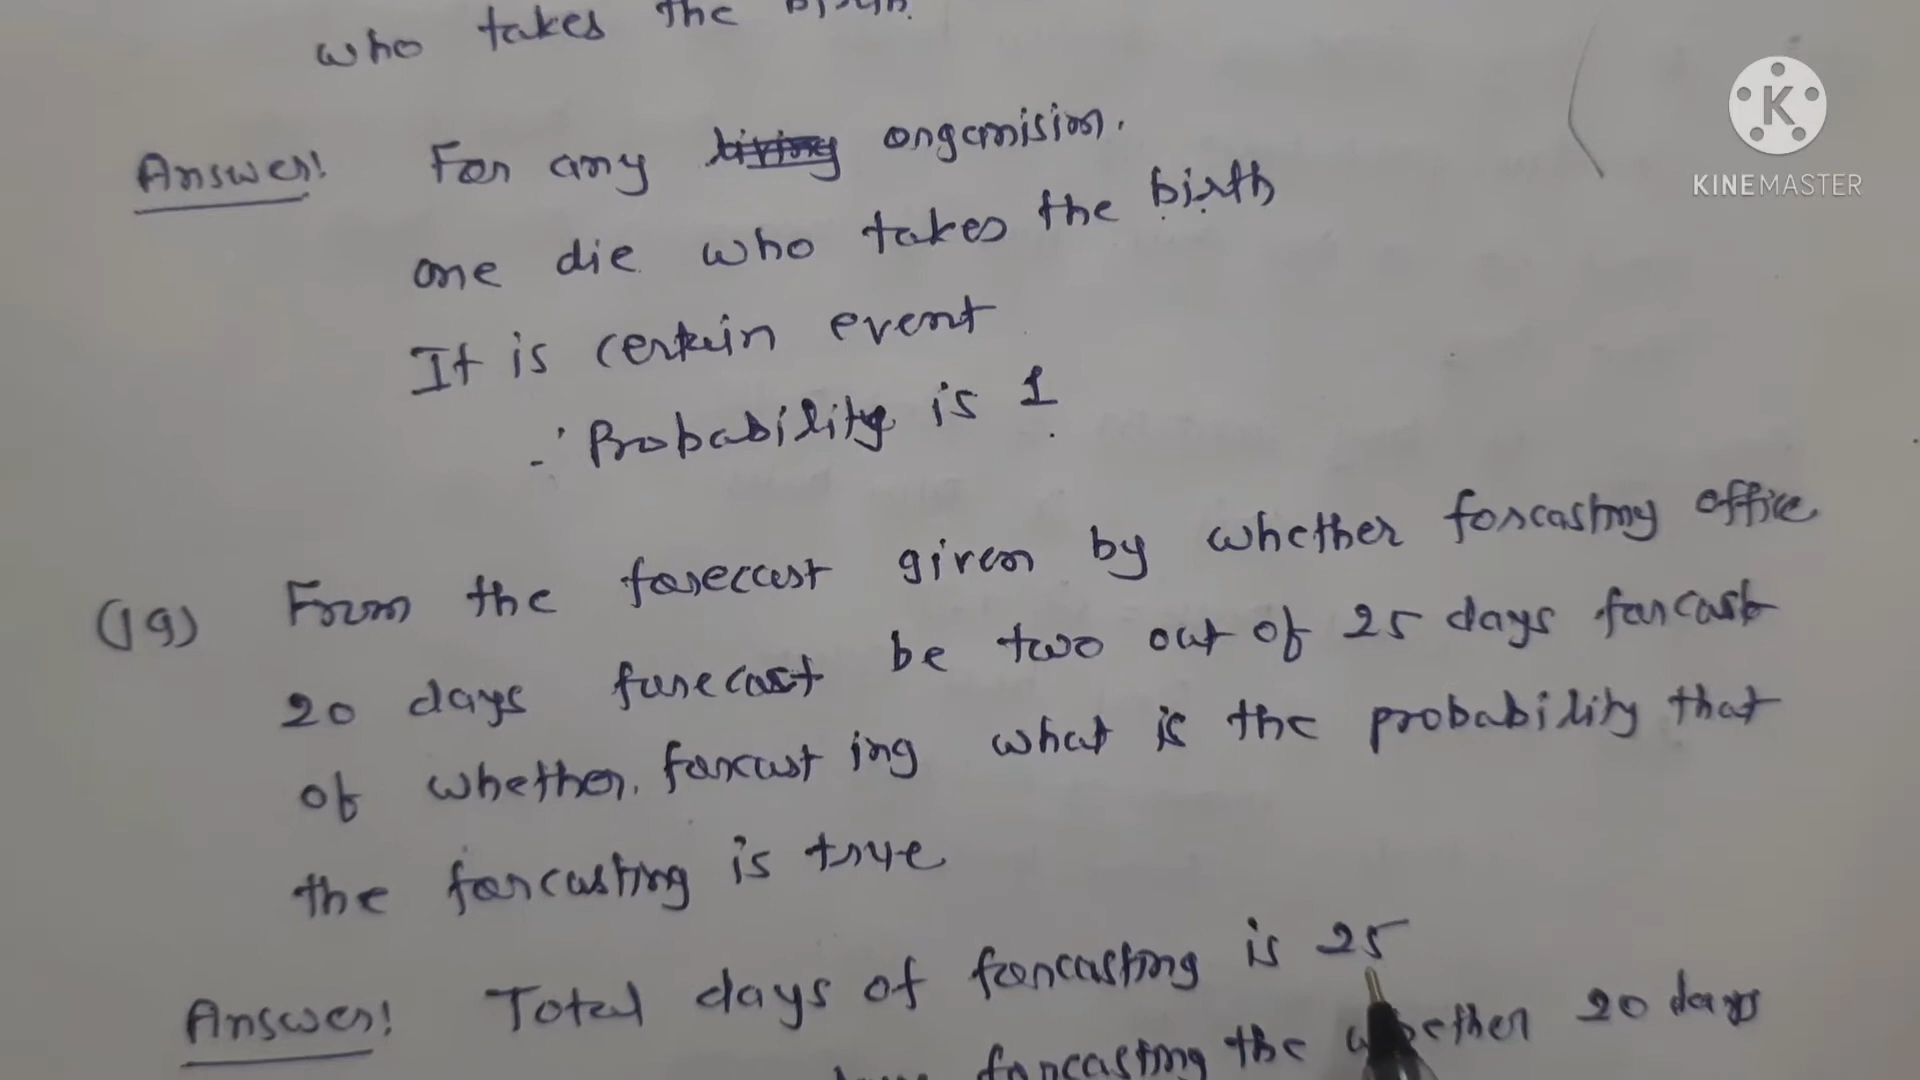 who takes the birth.
Answer! For any organisim.
one die who takes the birth
It is certain event
∴ Probability is 1
K
KINEMASTER
(19) From the forecast given by whether forcasting office
20 days forecast be two out of 25 days forcast
of whether. forcasting what is the probability that
the forcasting is true
Answer! Total days of forcasting is 25
forcasting the whether 20 days